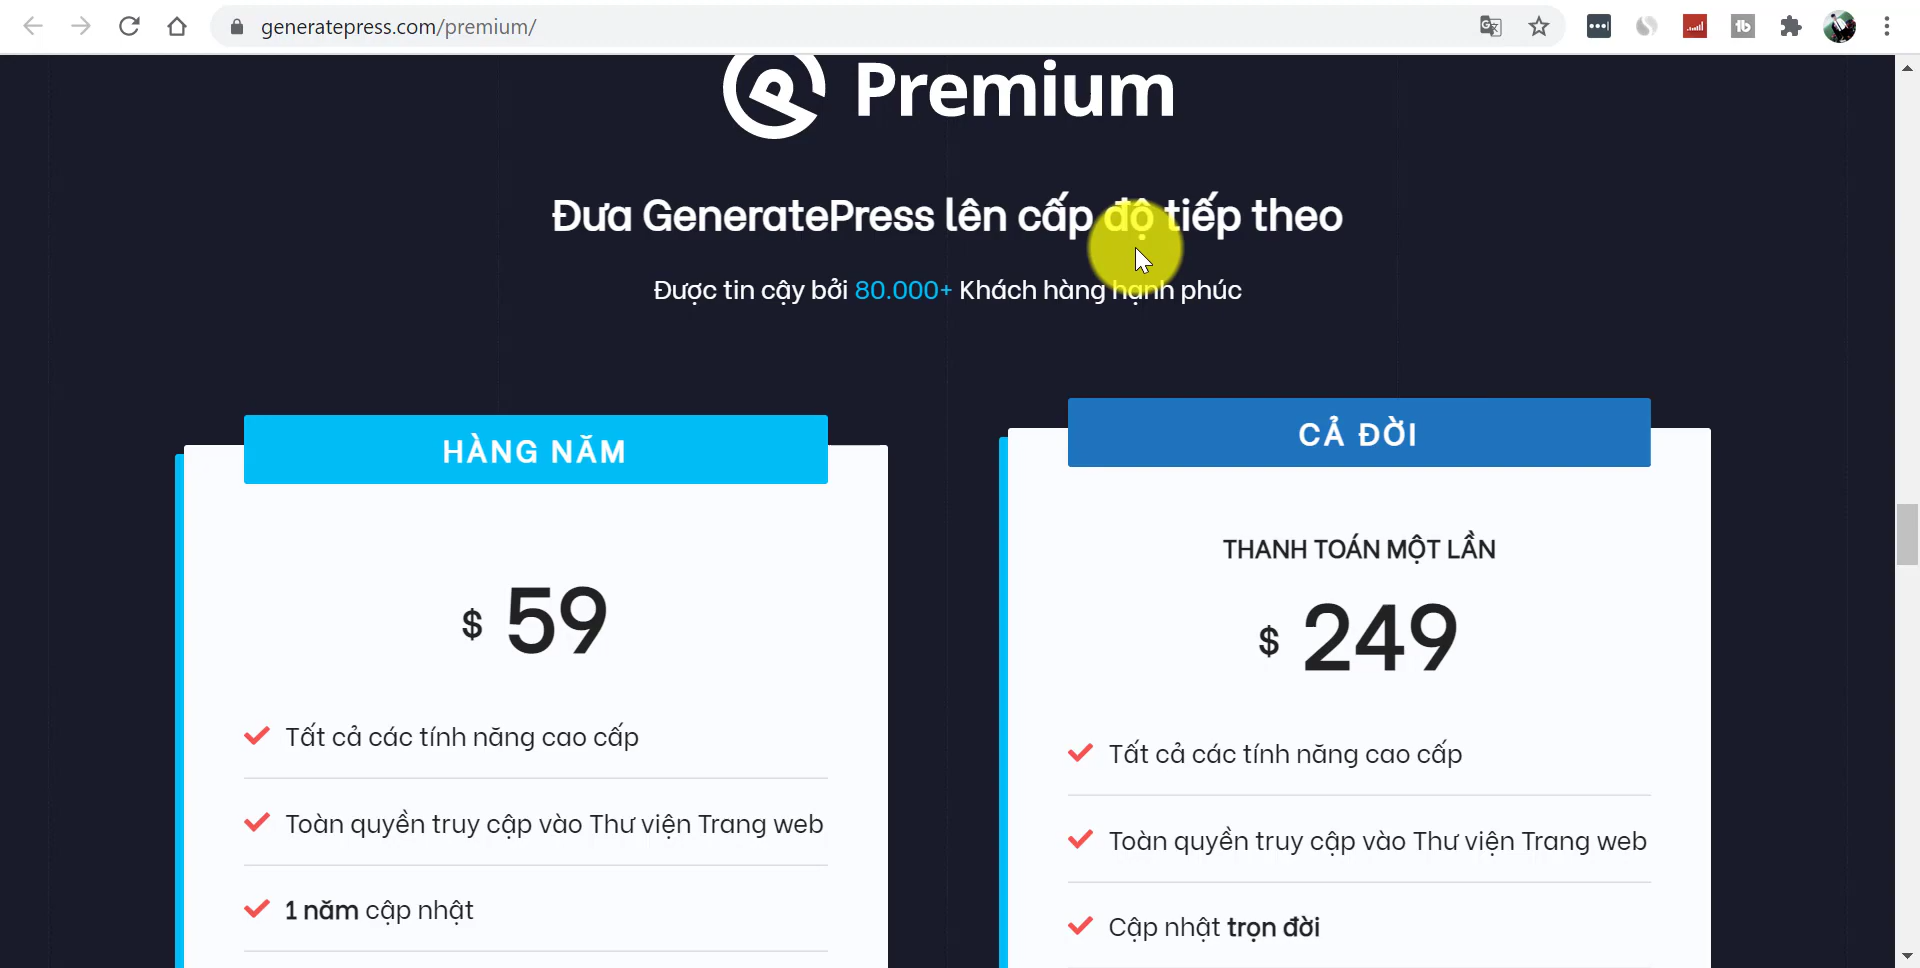 generatepress.com/premium/
Premium
Đưa GeneratePress lên cấp độ tiếp theo
Được tin cậy bởi 80.000+ Khách hàng hạnh phúc
HÀNG NĂM
$ 59
Tất cả các tính năng cao cấp
Toàn quyền truy cập vào Thư viện Trang web
1 năm cập nhật
CẢ ĐỜI
THANH TOÁN MỘT LẦN
$ 249
Tất cả các tính năng cao cấp
Toàn quyền truy cập vào Thư viện Trang web
Cập nhật trọn đời